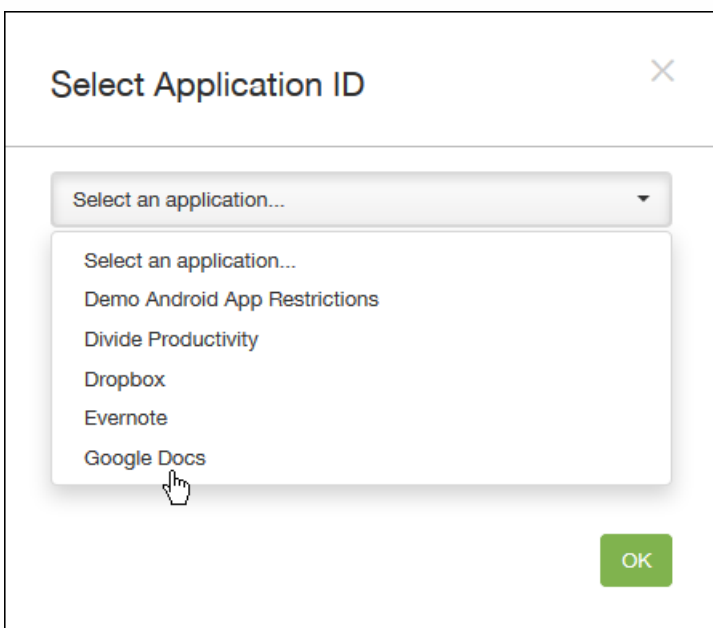 Select Application ID
Select an application...
Select an application...
Demo Android App Restrictions
Divide Productivity
Dropbox
Evernote
Google Docs
OK